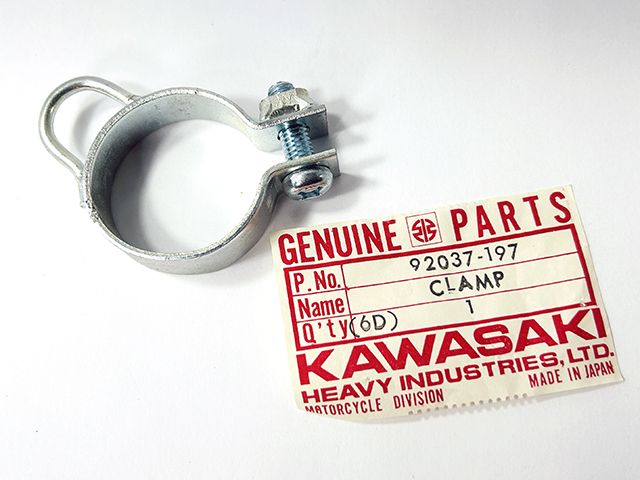 GENUINE PARTS
P.No. 92037-197
Name CLAMP
Q'ty (6D) 1
KAWASAKI
HEAVY INDUSTRIES, LTD.
MOTORCYCLE DIVISION MADE IN JAPAN